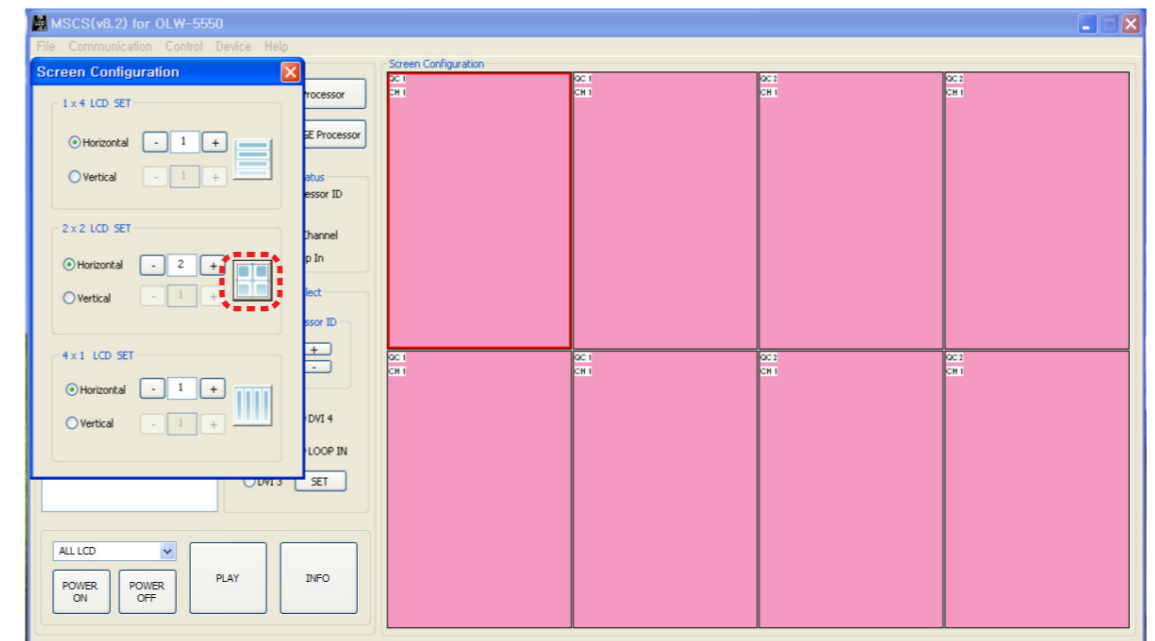 MSCS(v8.2) for OLW-5550
File Communication Control Device Help
Screen Configuration
1 x 4 LCD SET
Horizontal - 1 +
Vertical - 1 +
2 x 2 LCD SET
Horizontal - 2 +
Vertical - 1 +
4 x 1 LCD SET
Horizontal - 1 +
Vertical - 1 +
Processor
SE Processor
atus
essor ID
Channel
p In
lect
ssor ID
+
-
DVI 4
LOOP IN
DVI 3 SET
ALL LCD
POWER ON
POWER OFF
PLAY
INFO
Screen Configuration
QC 1 QC 1 QC 2 QC 2
CH 1 CH 1 CH 1 CH 1
QC 1 QC 1 QC 2 QC 2
CH 1 CH 1 CH 1 CH 1